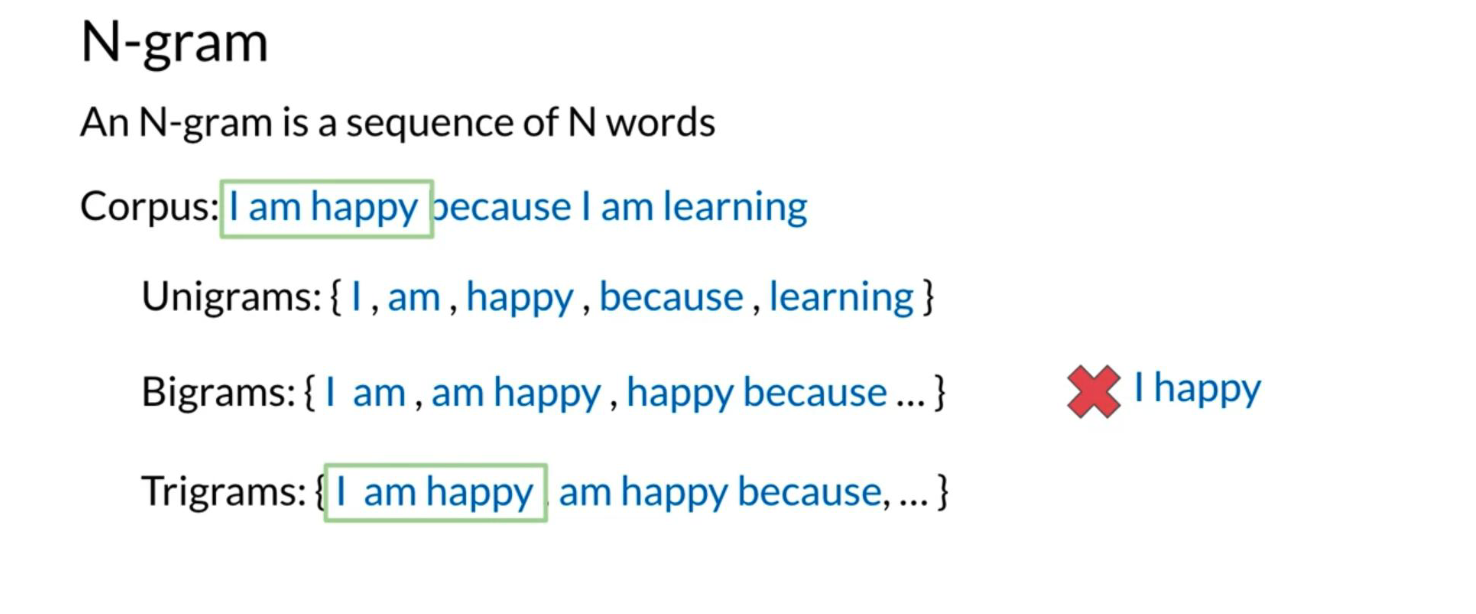 N-gram
An N-gram is a sequence of N words
Corpus: I am happy because I am learning
Unigrams: { I , am , happy , because , learning }
Bigrams: { I am , am happy , happy because ... }
I happy
Trigrams: { I am happy , am happy because, ... }